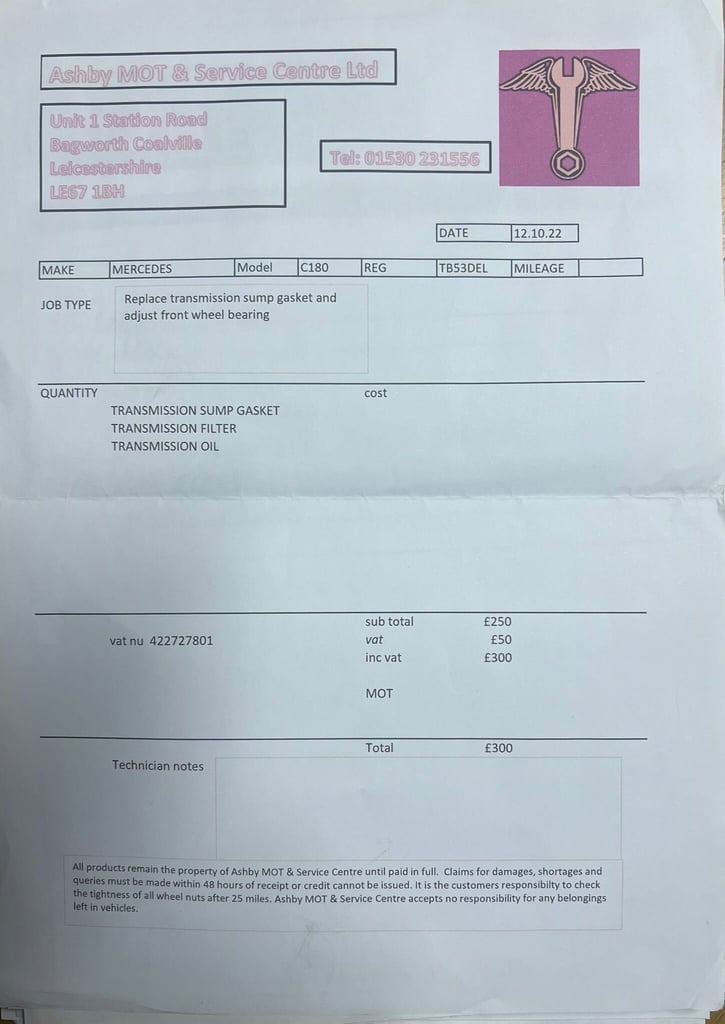 Ashby MOT & Service Centre Ltd
Unit 1 Station Road
Bagworth Coalville
Leicestershire
LE67 1BH
Tel: 01530 231556
DATE 12.10.22
MAKE MERCEDES Model C180 REG TB53DEL MILEAGE
JOB TYPE
Replace transmission sump gasket and
adjust front wheel bearing
QUANTITY cost
TRANSMISSION SUMP GASKET
TRANSMISSION FILTER
TRANSMISSION OIL
sub total £250
vat nu 422727801 vat £50
inc vat £300
MOT
Total £300
Technician notes
All products remain the property of Ashby MOT & Service Centre until paid in full. Claims for damages, shortages and
queries must be made within 48 hours of receipt or credit cannot be issued. It is the customers responsibilty to check
the tightness of all wheel nuts after 25 miles. Ashby MOT & Service Centre accepts no responsibility for any belongings
left in vehicles.